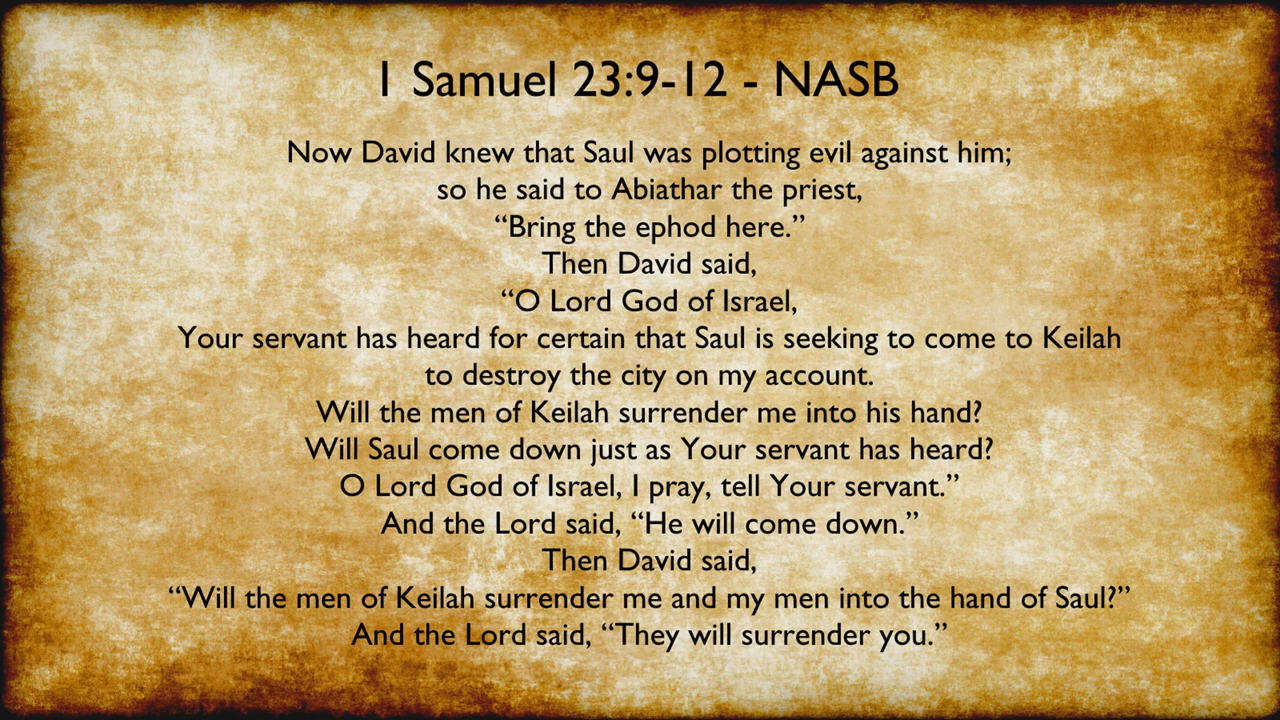 1 Samuel 23:9-12 - NASB
Now David knew that Saul was plotting evil against him;
so he said to Abiathar the priest,
“Bring the ephod here.”
Then David said,
“O Lord God of Israel,
Your servant has heard for certain that Saul is seeking to come to Keilah
to destroy the city on my account.
Will the men of Keilah surrender me into his hand?
Will Saul come down just as Your servant has heard?
O Lord God of Israel, I pray, tell Your servant.”
And the Lord said, “He will come down.”
Then David said,
“Will the men of Keilah surrender me and my men into the hand of Saul?”
And the Lord said, “They will surrender you.”